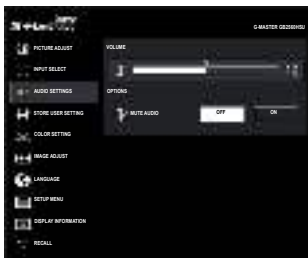 G-MASTER GB2560HSU
PICTURE ADJUST
VOLUME
INPUT SELECT
AUDIO SETTINGS
OPTIONS
MUTE AUDIO
OFF
ON
STORE USER SETTING
COLOR SETTING
IMAGE ADJUST
LANGUAGE
SETUP MENU
DISPLAY INFORMATION
RECALL